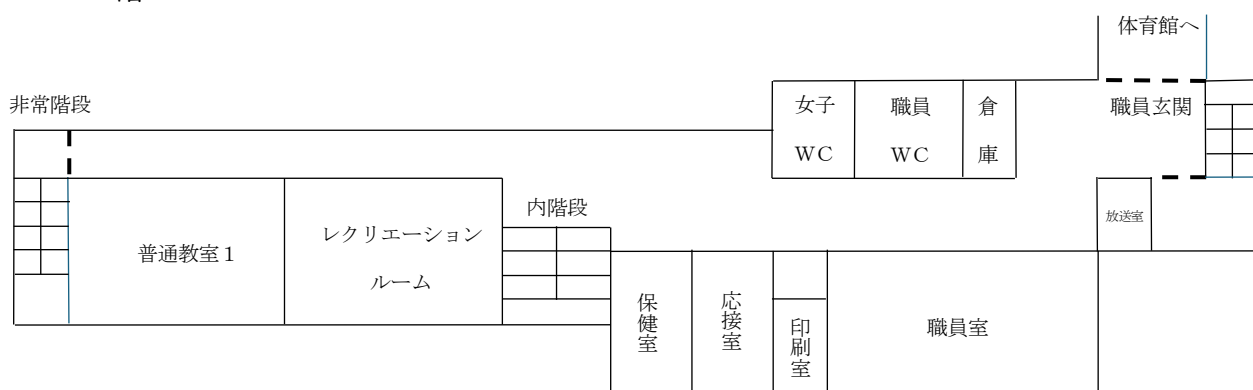 階
体育館へ
非常階段
女子
ＷＣ
職員
ＷＣ
倉
庫
職員玄関
内階段
放送室
普通教室１
レクリエーション
ルーム
保健室
応接室
印刷室
職員室